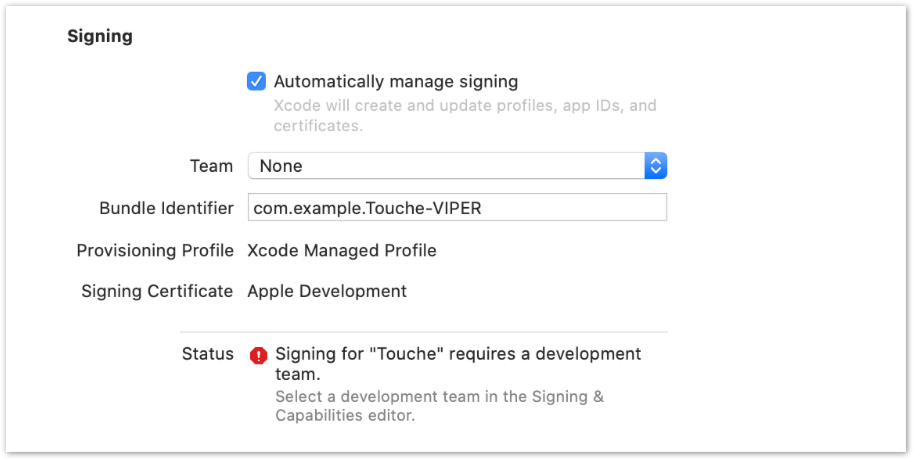 Signing
Automatically manage signing
Xcode will create and update profiles, app IDs, and
certificates.
Team None
Bundle Identifier com.example.Touche-VIPER
Provisioning Profile Xcode Managed Profile
Signing Certificate Apple Development
Status Signing for "Touche" requires a development
team.
Select a development team in the Signing &
Capabilities editor.